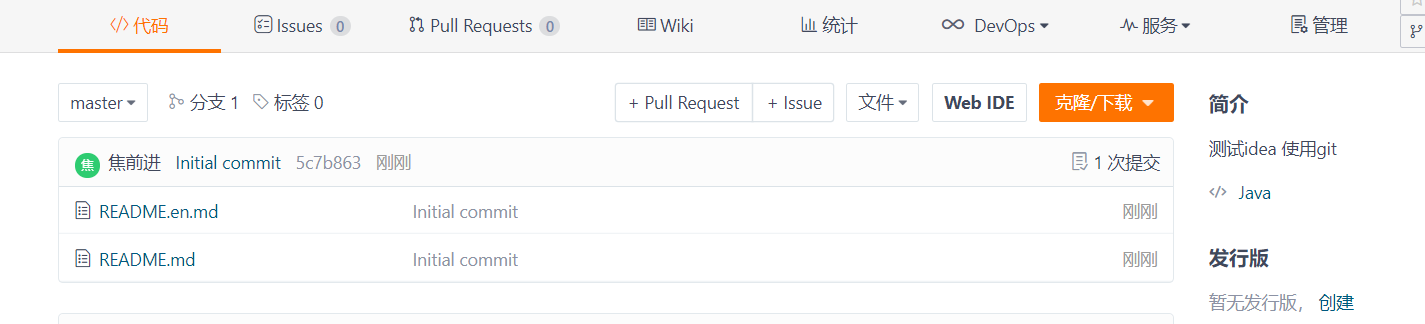 代码 Issues 0 Pull Requests 0 Wiki 统计 DevOps 服务 管理
master 分支 1 标签 0 + Pull Request + Issue 文件 Web IDE 克隆/下载
简介
焦 焦前进 Initial commit 5c7b863 刚刚 1 次提交
测试idea 使用git
Java
README.en.md Initial commit 刚刚
README.md Initial commit 刚刚
发行版
暂无发行版， 创建